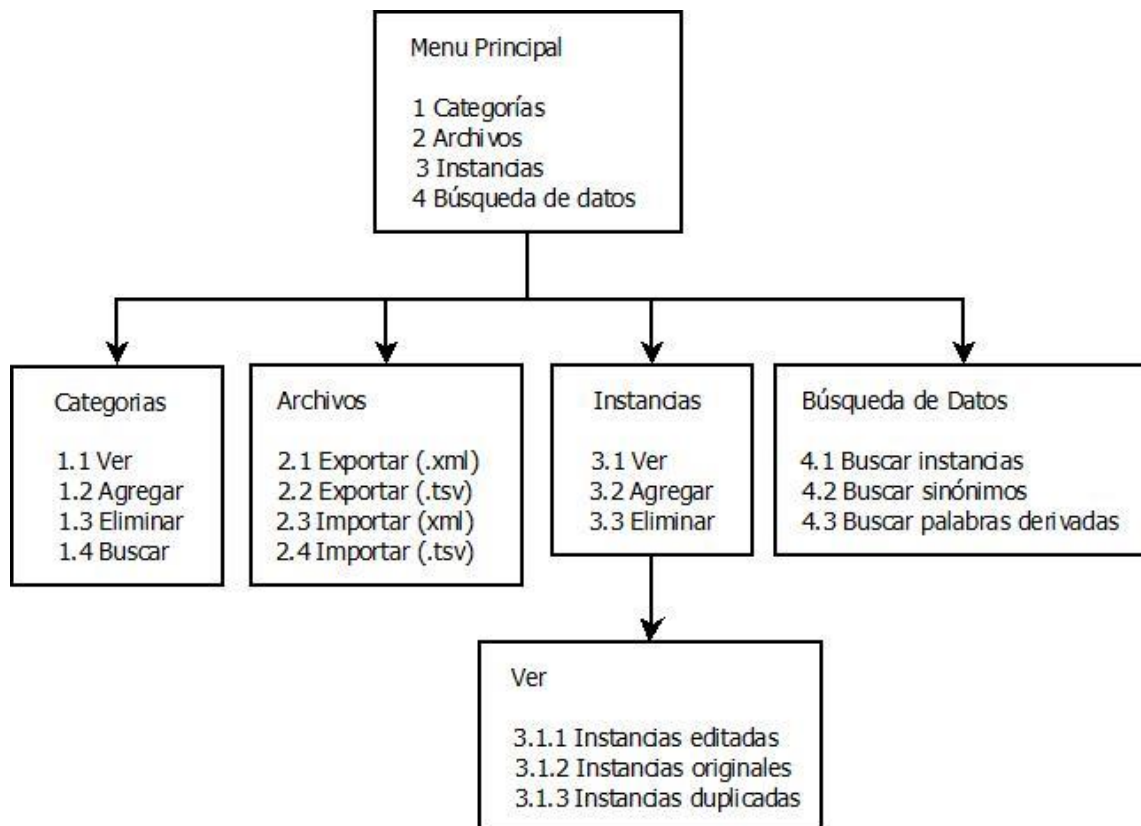 Menu Principal
1 Categorías
2 Archivos
3 Instancias
4 Búsqueda de datos
Categorias
1.1 Ver
1.2 Agregar
1.3 Eliminar
1.4 Buscar
Archivos
2.1 Exportar (.xml)
2.2 Exportar (.tsv)
2.3 Importar (xml)
2.4 Importar (.tsv)
Instancias
3.1 Ver
3.2 Agregar
3.3 Eliminar
Búsqueda de Datos
4.1 Buscar instancias
4.2 Buscar sinónimos
4.3 Buscar palabras derivadas
Ver
3.1.1 Instancias editadas
3.1.2 Instancias originales
3.1.3 Instancias duplicadas